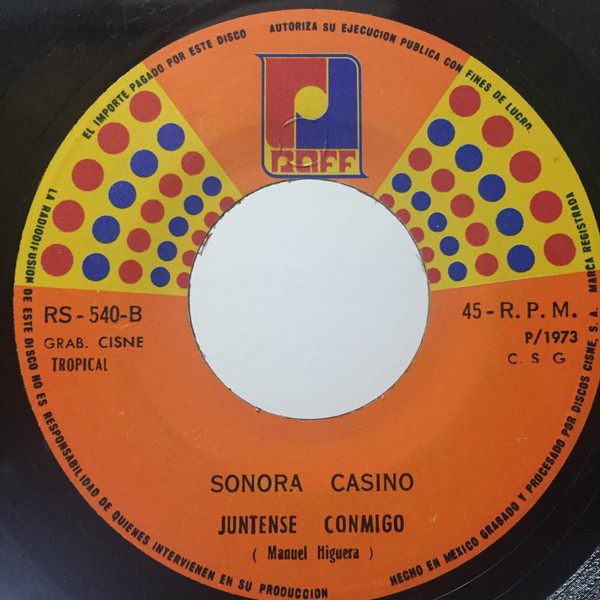 EL IMPORTE PAGADO POR ESTE DISCO AUTORIZA SU EJECUCION PUBLICA CON FINES DE LUCRO.
RAFF
RS-540-B
GRAB. CISNE
TROPICAL
45-R.P.M.
P/1973
C. S G
SONORA CASINO
JUNTENSE CONMIGO
( Manuel Higuera )
LA RADIODIFUSION DE ESTE DISCO NO ES RESPONSABILIDAD DE QUIENES INTERVIENEN EN SU PRODUCCION
HECHO EN MEXICO GRABADO Y PROCESADO POR DISCOS CISNE, S. A. MARCA REGISTRADA